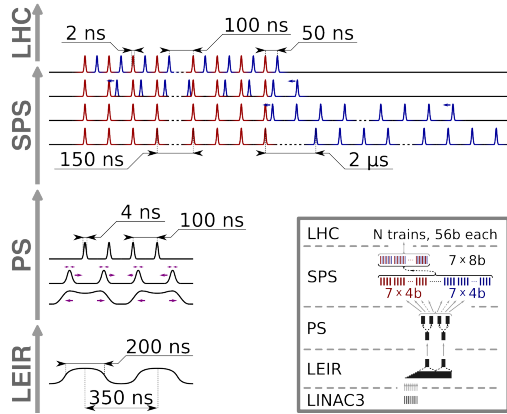 LHC
2 ns
100 ns
50 ns
SPS
150 ns
2 µs
PS
4 ns
100 ns
LEIR
200 ns
350 ns
LHC
N trains, 56b each
SPS
7 × 8b
7 × 4b
7 × 4b
PS
LEIR
LINAC3